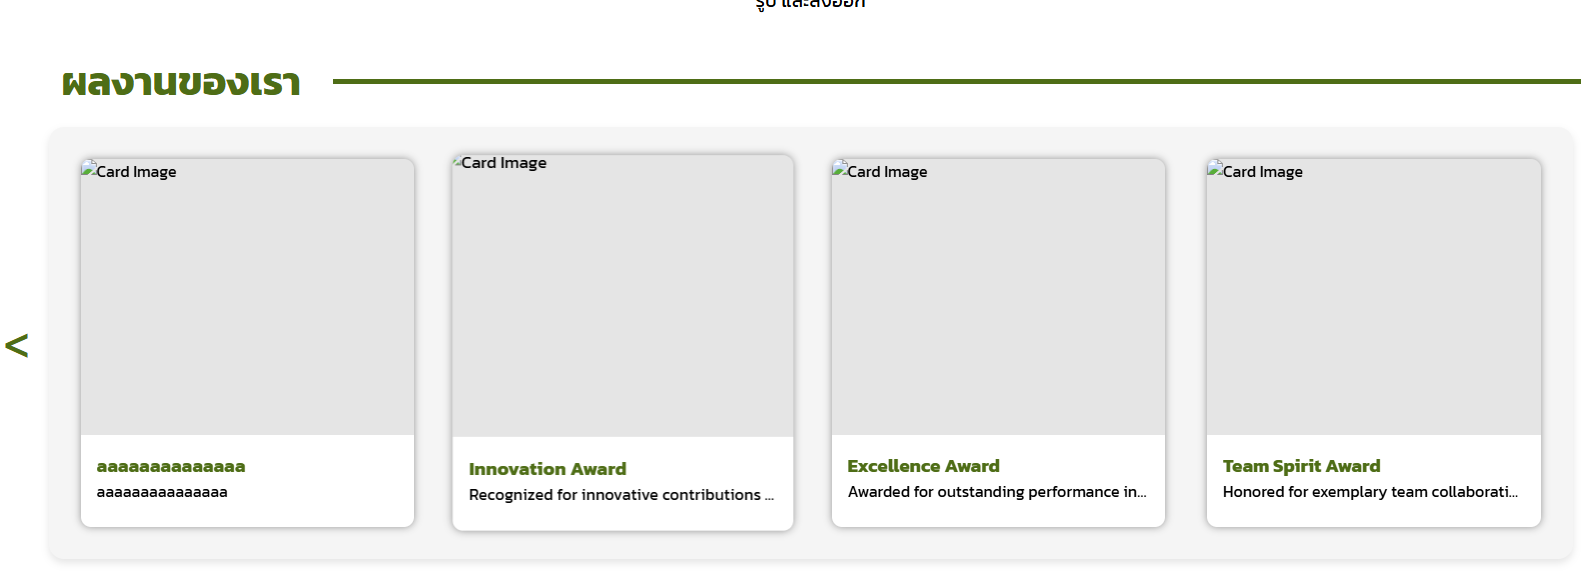 รูป และส่งออก
ผลงานของเรา
<
Card Image
Card Image
Card Image
Card Image
aaaaaaaaaaaaaa
aaaaaaaaaaaaaaa
Innovation Award
Recognized for innovative contributions ...
Excellence Award
Awarded for outstanding performance in...
Team Spirit Award
Honored for exemplary team collaborati...